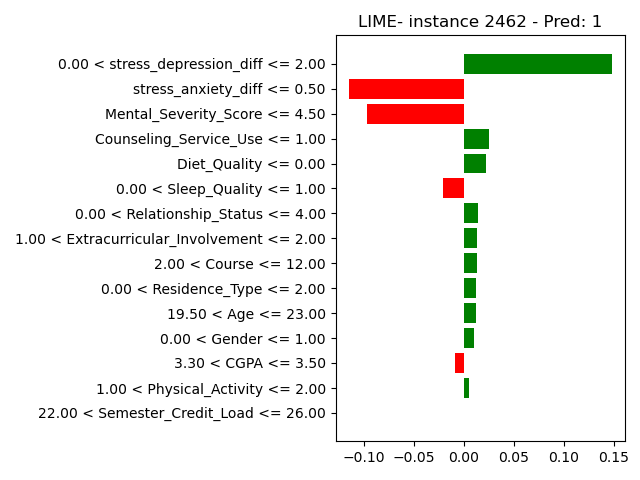 LIME- instance 2462 - Pred: 1
0.00 < stress_depression_diff <= 2.00
stress_anxiety_diff <= 0.50
Mental_Severity_Score <= 4.50
Counseling_Service_Use <= 1.00
Diet_Quality <= 0.00
0.00 < Sleep_Quality <= 1.00
0.00 < Relationship_Status <= 4.00
1.00 < Extracurricular_Involvement <= 2.00
2.00 < Course <= 12.00
0.00 < Residence_Type <= 2.00
19.50 < Age <= 23.00
0.00 < Gender <= 1.00
3.30 < CGPA <= 3.50
1.00 < Physical_Activity <= 2.00
22.00 < Semester_Credit_Load <= 26.00
−0.10 −0.05 0.00 0.05 0.10 0.15